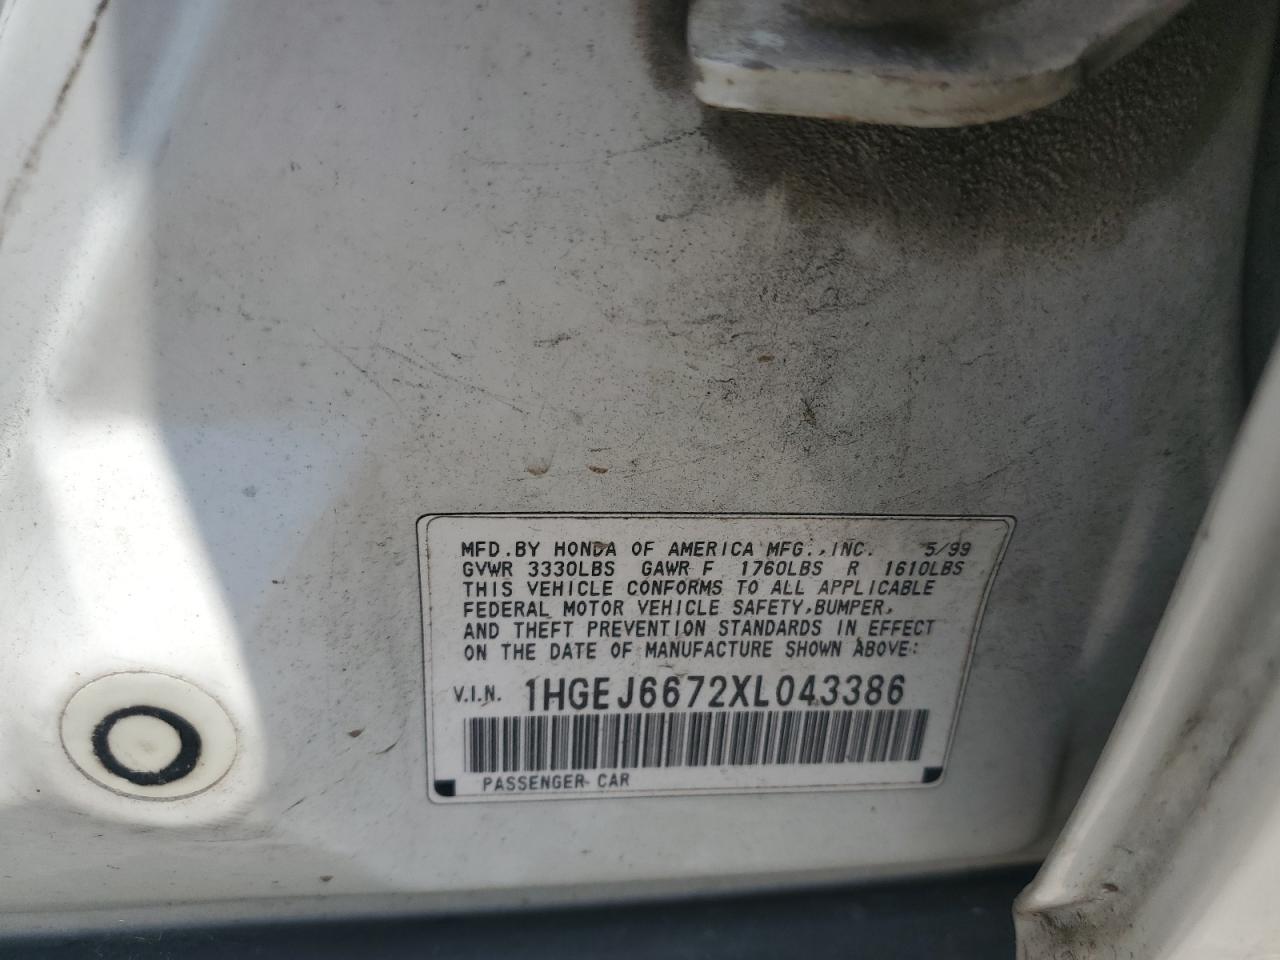 MFD.BY HONDA OF AMERICA MFG.,INC. 5/99
GVWR 3330LBS GAWR F 1760LBS R 1610LBS
THIS VEHICLE CONFORMS TO ALL APPLICABLE
FEDERAL MOTOR VEHICLE SAFETY,BUMPER,
AND THEFT PREVENTION STANDARDS IN EFFECT
ON THE DATE OF MANUFACTURE SHOWN ABOVE:
V.I.N. 1HGEJ6672XL043386
PASSENGER CAR